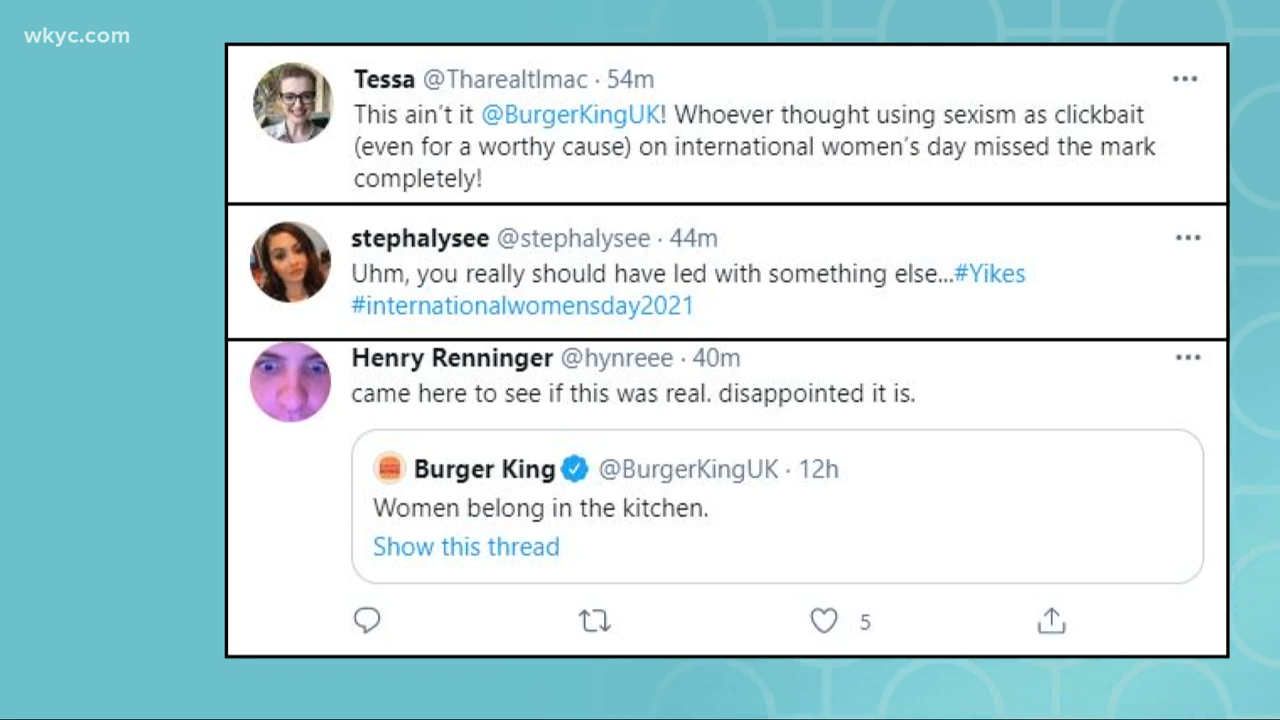 wkyc.com
Tessa @Tharealtlmac · 54m
This ain't it @BurgerKingUK! Whoever thought using sexism as clickbait
(even for a worthy cause) on international women's day missed the mark
completely!
stephalysee @stephalysee · 44m
Uhm, you really should have led with something else...#Yikes
#internationalwomensday2021
Henry Renninger @hynreee · 40m
came here to see if this was real. disappointed it is.
Burger King @BurgerKingUK · 12h
Women belong in the kitchen.
Show this thread
5